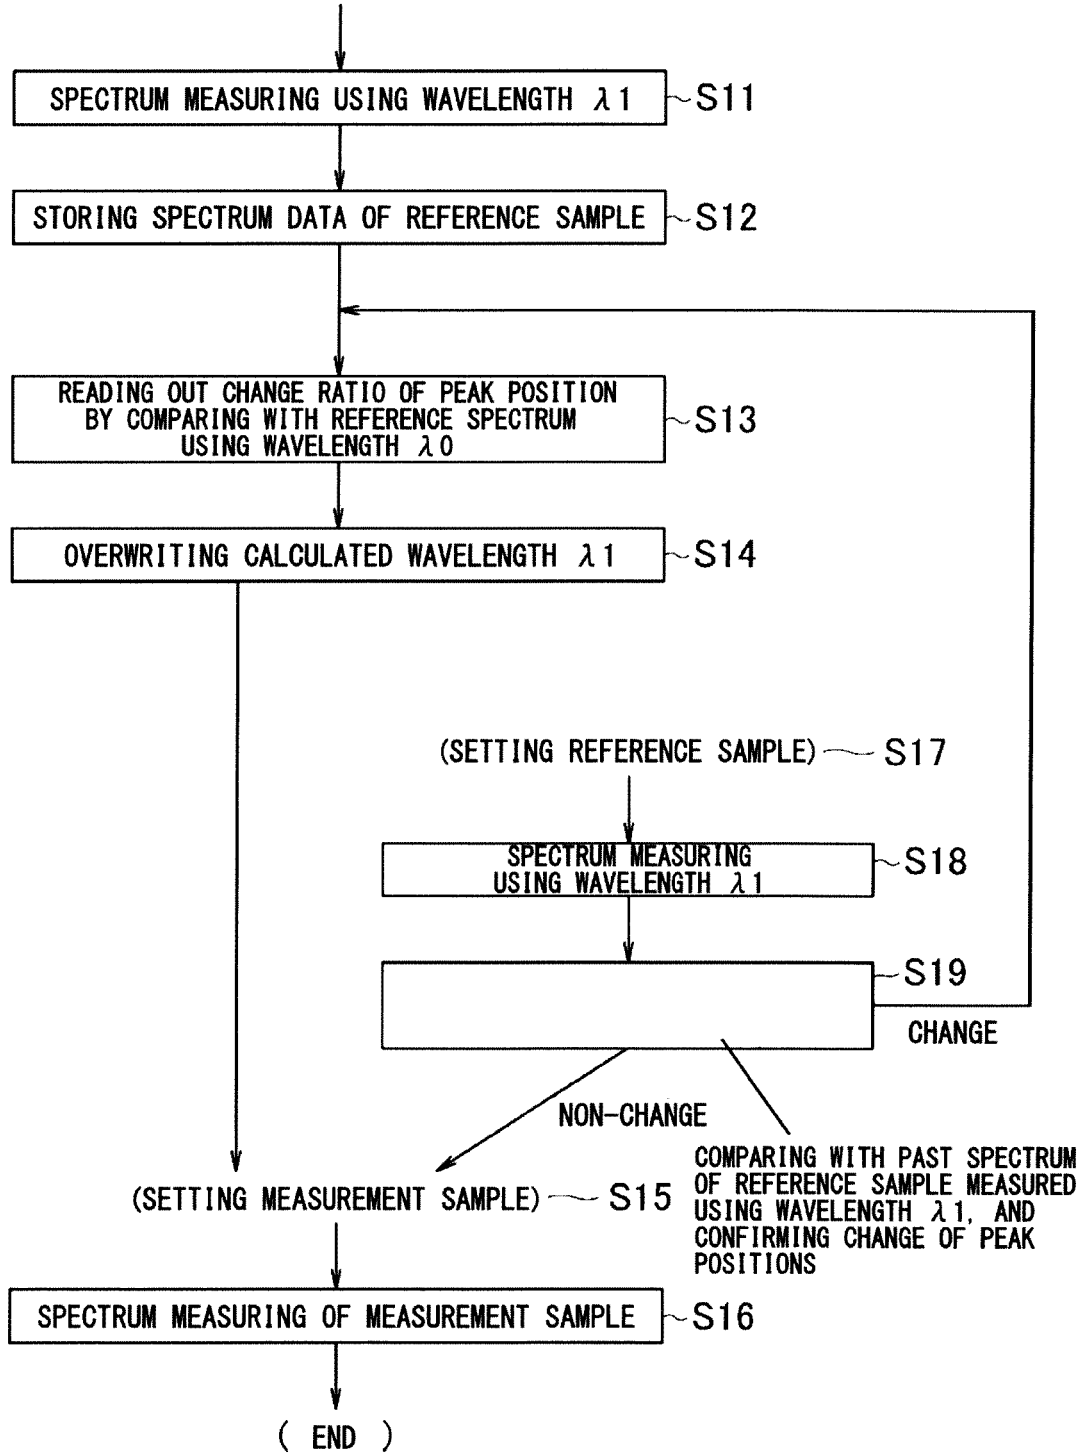 SPECTRUM MEASURING USING WAVELENGTH λ1
S11
STORING SPECTRUM DATA OF REFERENCE SAMPLE
S12
READING OUT CHANGE RATIO OF PEAK POSITION
BY COMPARING WITH REFERENCE SPECTRUM
USING WAVELENGTH λ0
S13
OVERWRITING CALCULATED WAVELENGTH λ1
S14
(SETTING REFERENCE SAMPLE)
S17
SPECTRUM MEASURING
USING WAVELENGTH λ1
S18
S19
CHANGE
NON-CHANGE
COMPARING WITH PAST SPECTRUM
OF REFERENCE SAMPLE MEASURED
USING WAVELENGTH λ1, AND
CONFIRMING CHANGE OF PEAK
POSITIONS
(SETTING MEASUREMENT SAMPLE)
S15
SPECTRUM MEASURING OF MEASUREMENT SAMPLE
S16
( END )